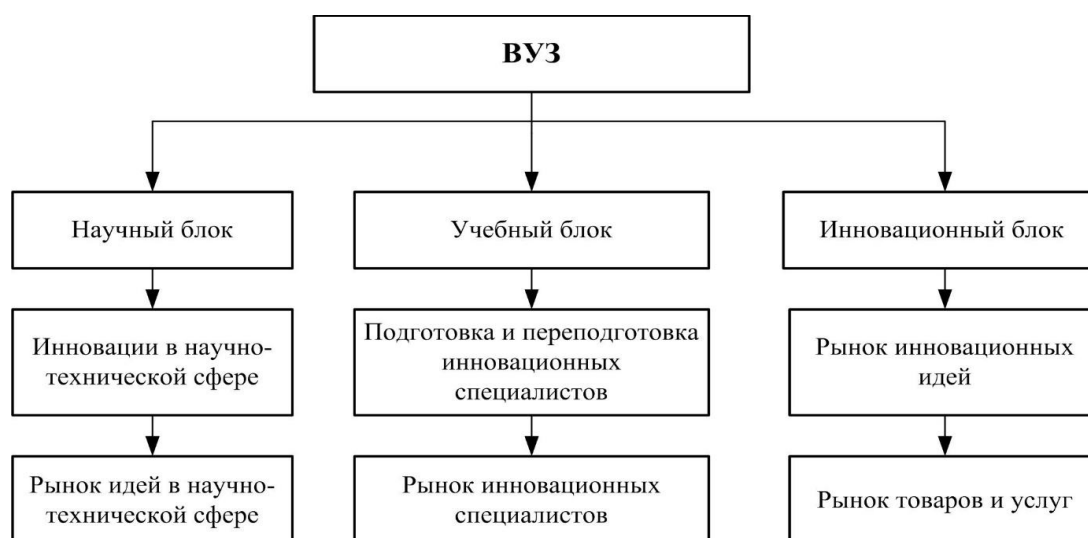 ВУЗ
Научный блок
Учебный блок
Инновационный блок
Инновации в научно-
технической сфере
Подготовка и переподготовка
инновационных
специалистов
Рынок инновационных
идей
Рынок идей в научно-
технической сфере
Рынок инновационных
специалистов
Рынок товаров и услуг